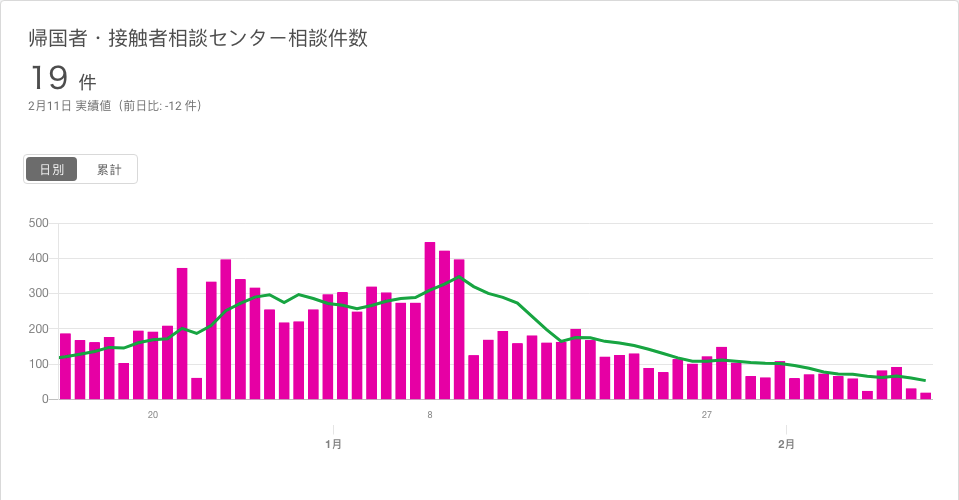 帰国者・接触者相談センター相談件数
19 件
2月11日 実績値（前日比: -12 件）
日別 累計
500
400
300
200
100
0
20 8 27
1月 2月